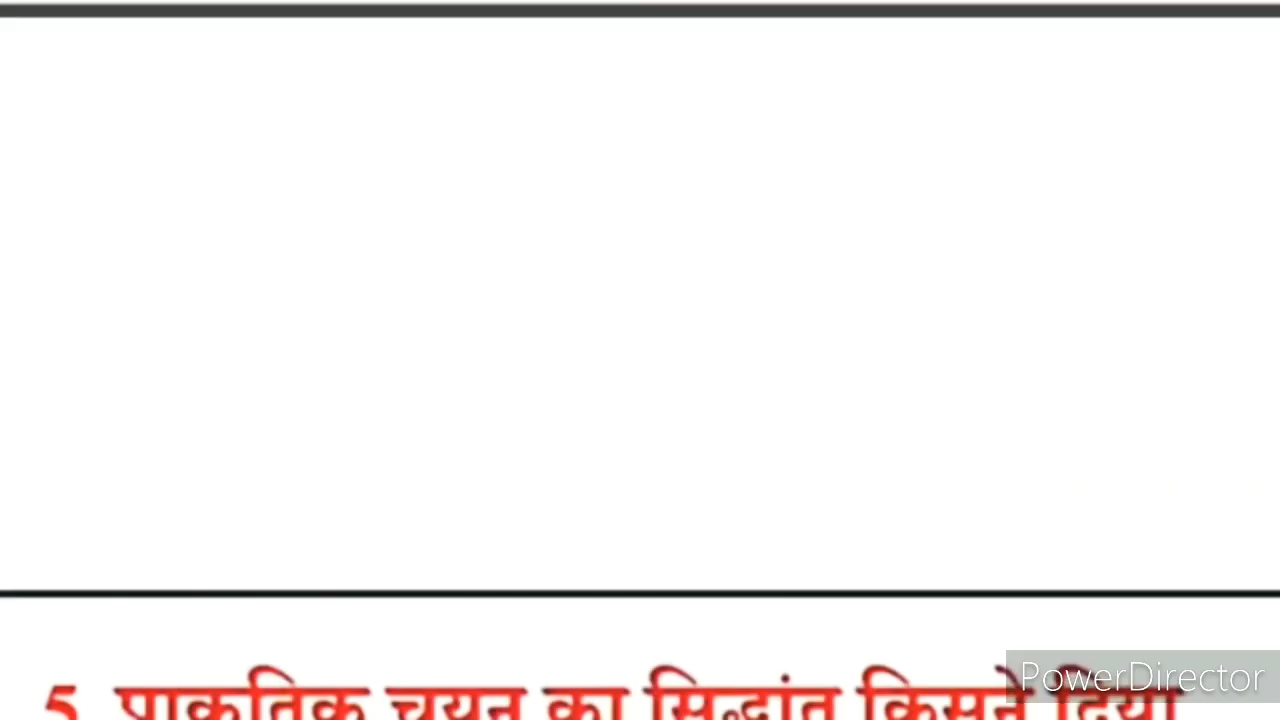 PowerDirector
5 प्राकृतिक चयन का सिद्धांत किसने दिया